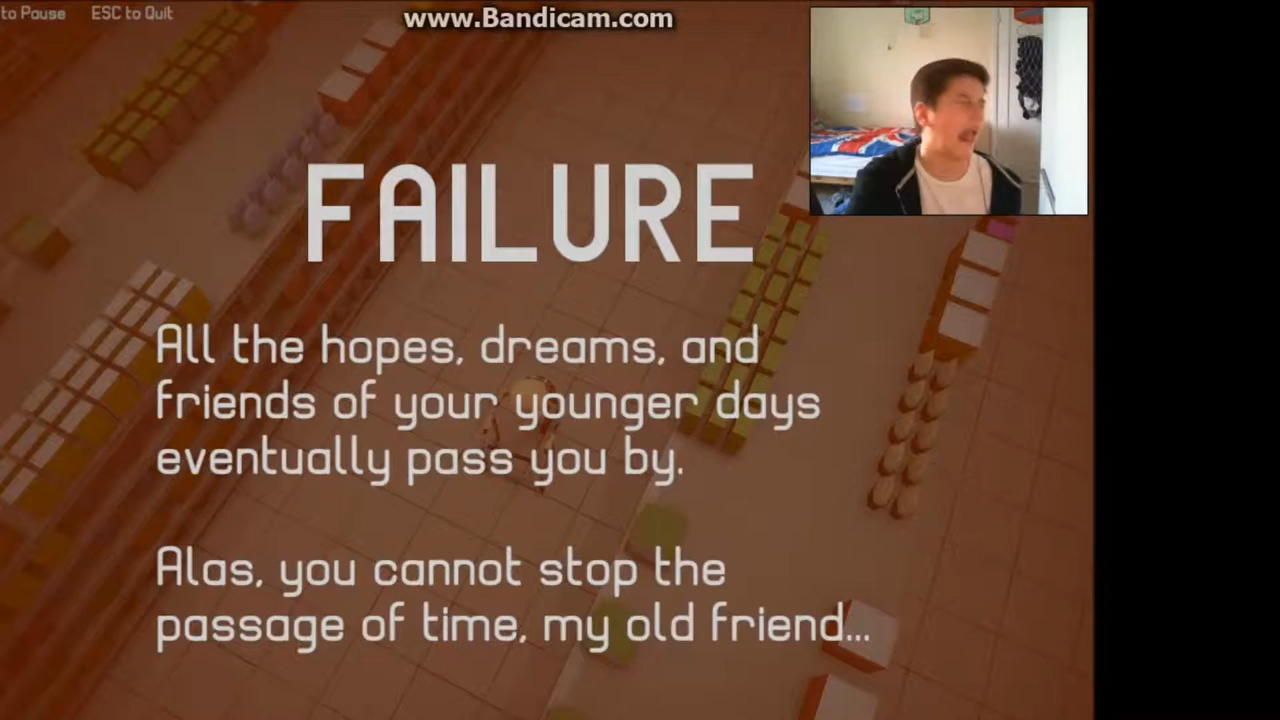 to Pause ESC to Quit
www.Bandicam.com
FAILURE
All the hopes, dreams, and
friends of your younger days
eventually pass you by.
Alas, you cannot stop the
passage of time, my old friend...